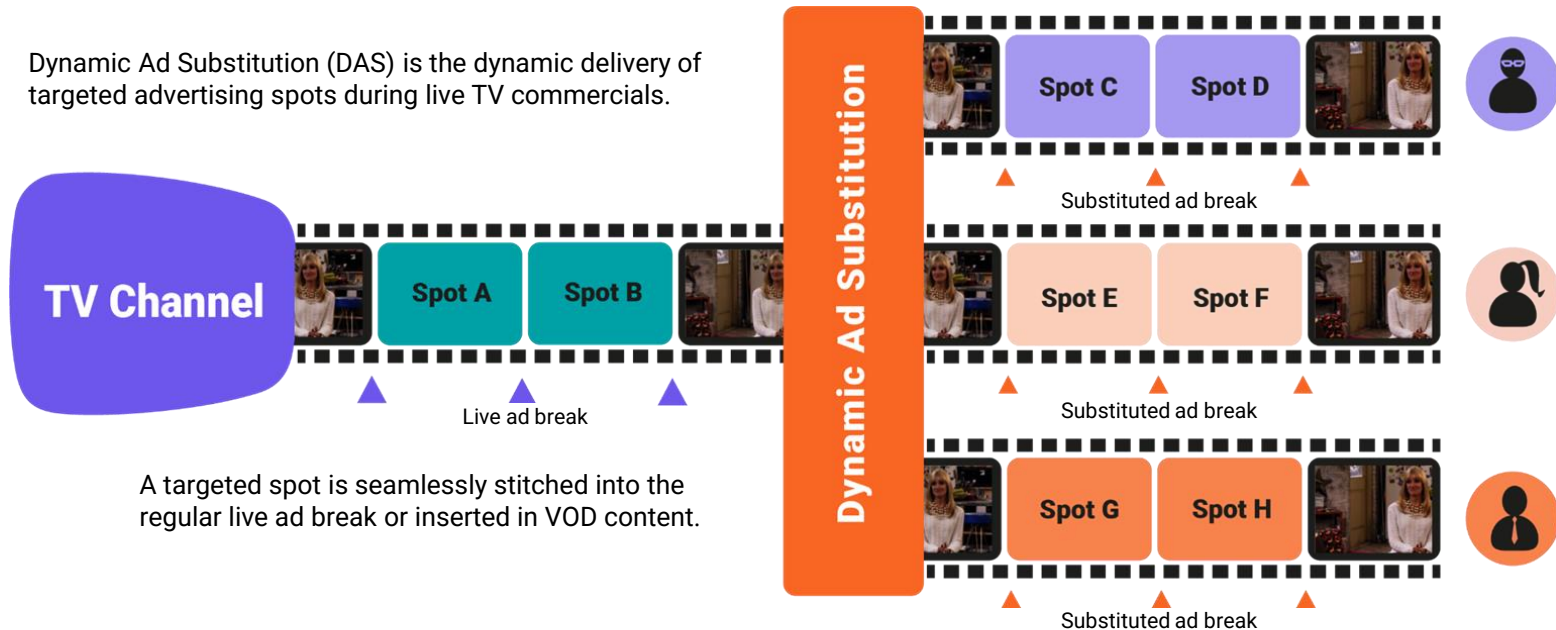 Dynamic Ad Substitution (DAS) is the dynamic delivery of
targeted advertising spots during live TV commercials.
TV Channel
Spot A
Spot B
Live ad break
A targeted spot is seamlessly stitched into the
regular live ad break or inserted in VOD content.
Dynamic Ad Substitution
Spot C
Spot D
Substituted ad break
Spot E
Spot F
Substituted ad break
Spot G
Spot H
Substituted ad break